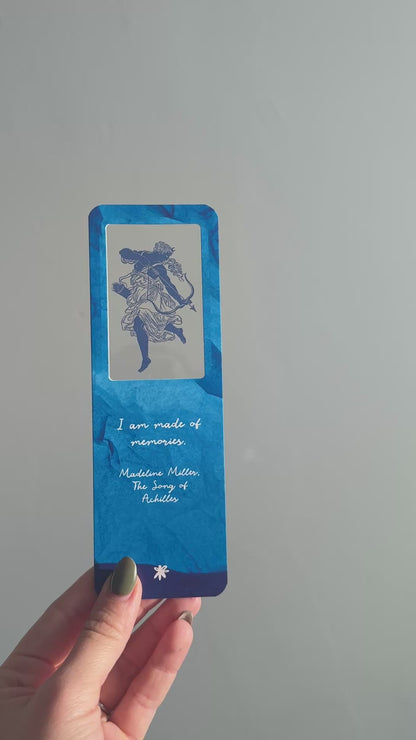 I am made of
memories.
Madeline Miller,
The Song of
Achilles